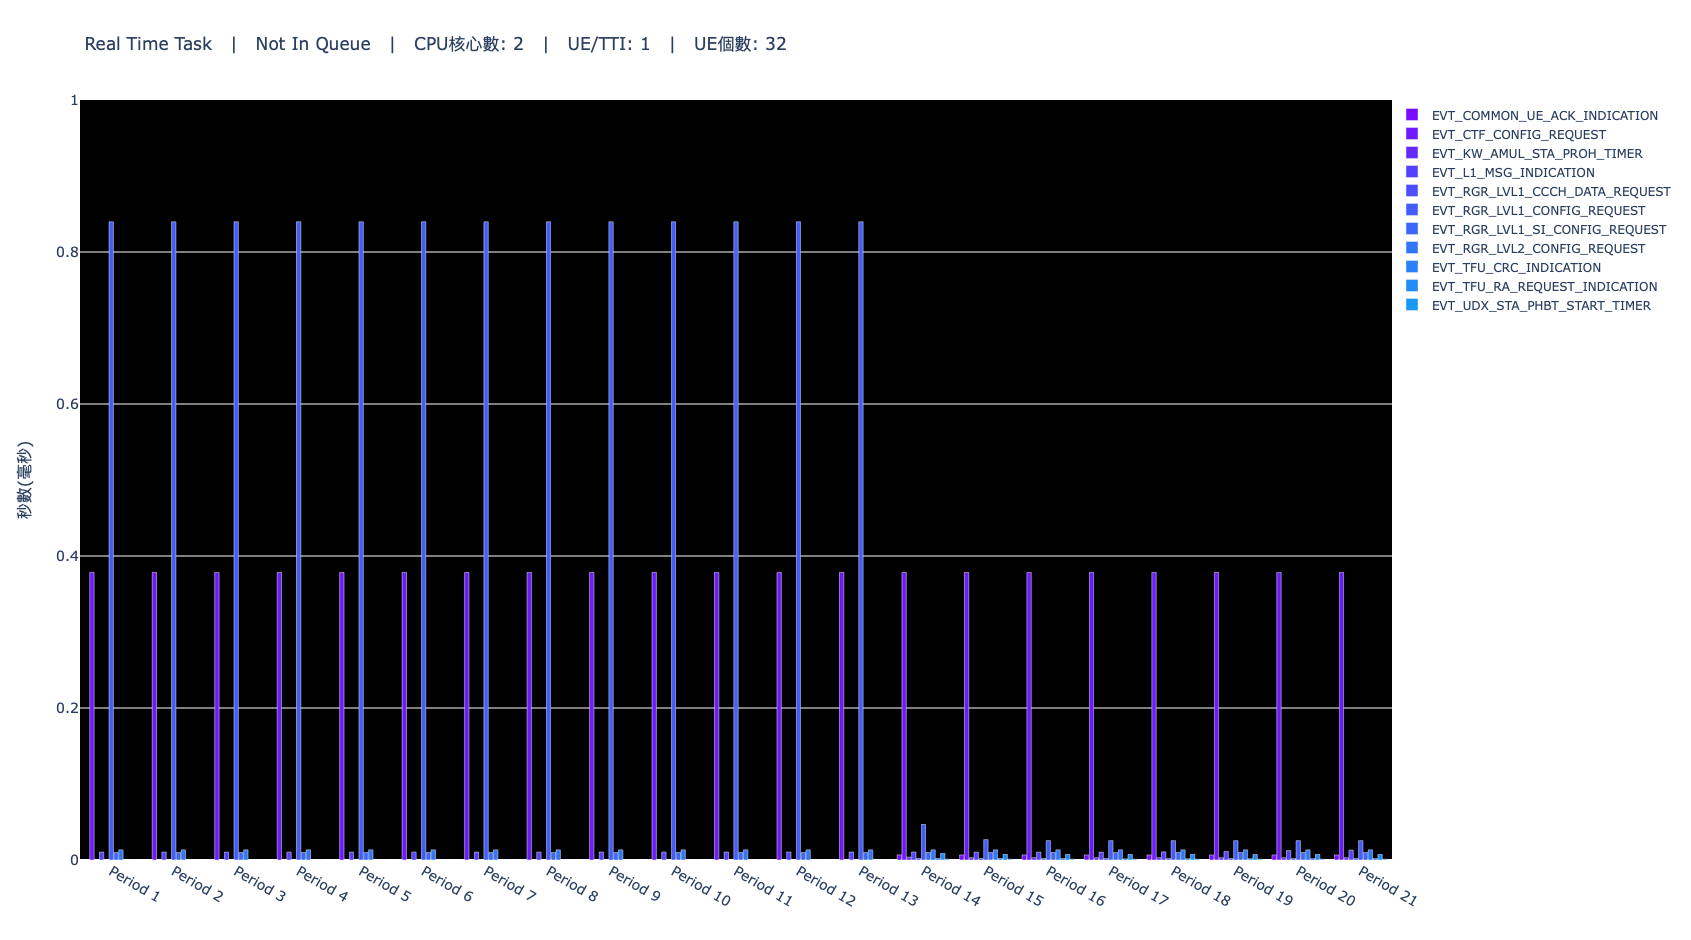 Real Time Task | Not In Queue | CPU核心數: 2 | UE/TTI: 1 | UE個數: 32
1
0.8
0.6
0.4
0.2
0
秒數(毫秒)
Period 1
Period 2
Period 3
Period 4
Period 5
Period 6
Period 7
Period 8
Period 9
Period 10
Period 11
Period 12
Period 13
Period 14
Period 15
Period 16
Period 17
Period 18
Period 19
Period 20
Period 21
EVT_COMMON_UE_ACK_INDICATION
EVT_CTF_CONFIG_REQUEST
EVT_KW_AMUL_STA_PROH_TIMER
EVT_L1_MSG_INDICATION
EVT_RGR_LVL1_CCCH_DATA_REQUEST
EVT_RGR_LVL1_CONFIG_REQUEST
EVT_RGR_LVL1_SI_CONFIG_REQUEST
EVT_RGR_LVL2_CONFIG_REQUEST
EVT_TFU_CRC_INDICATION
EVT_TFU_RA_REQUEST_INDICATION
EVT_UDX_STA_PHBT_START_TIMER